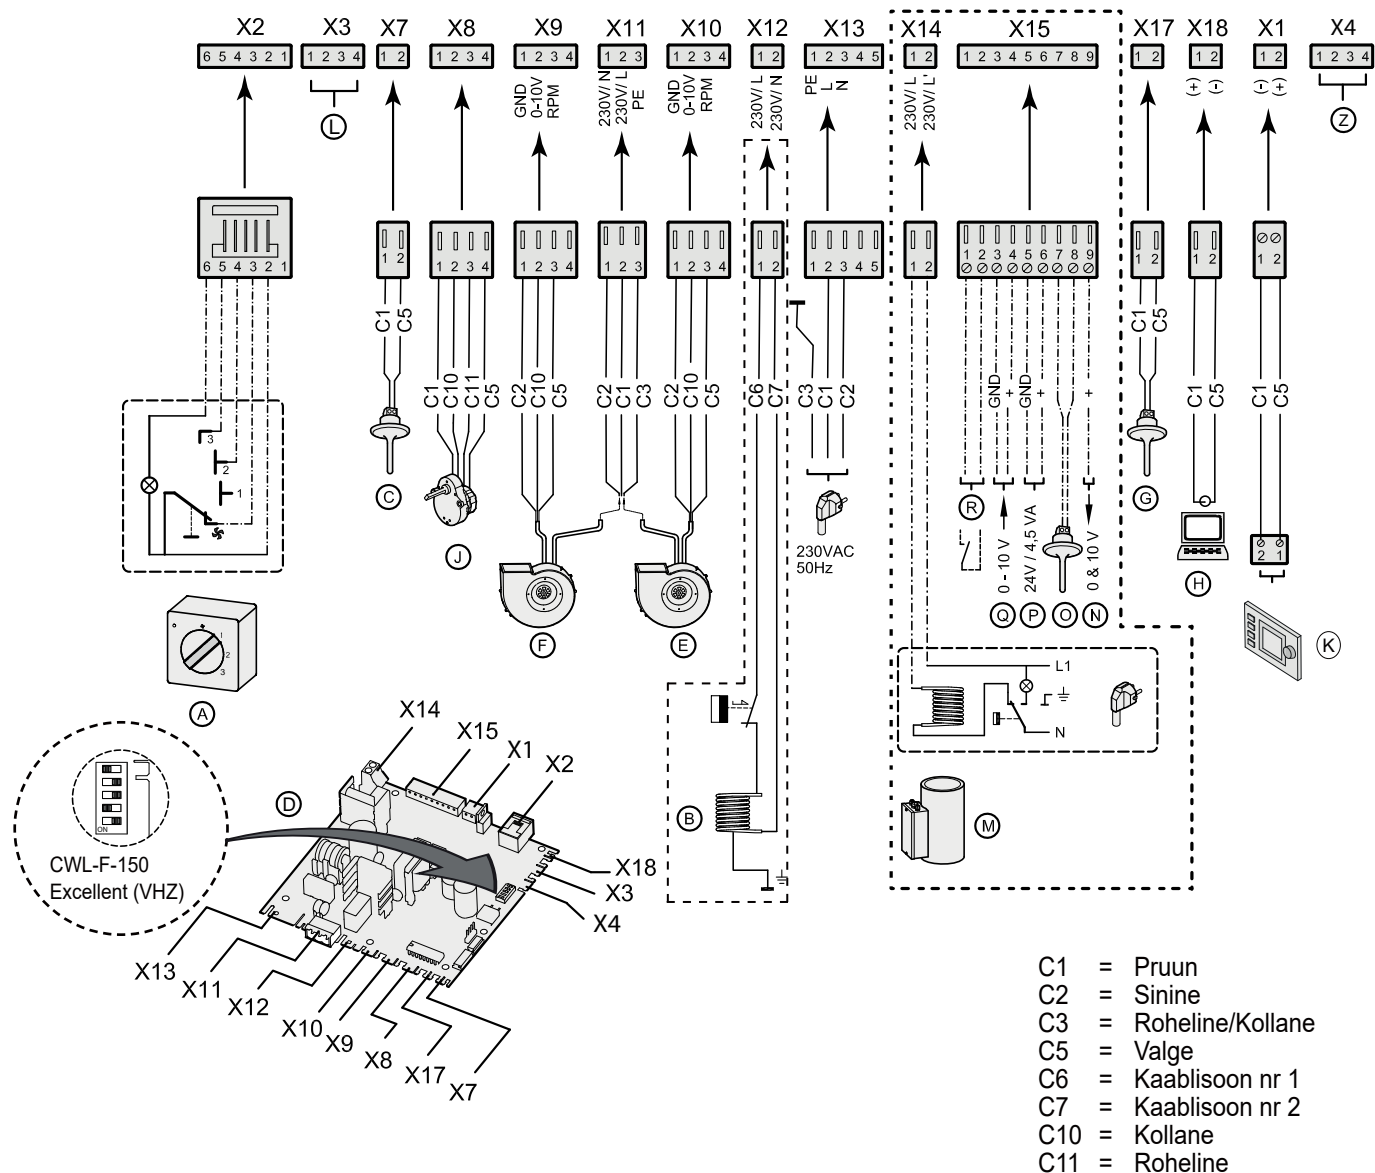 X2 X3 X7 X8 X9 X11 X10 X12 X13 X14 X15 X17 X18 X1 X4
6 5 4 3 2 1 1 2 3 4 1 2 1 2 3 4 1 2 3 4 1 2 3 1 2 3 4 1 2 1 2 3 4 5 1 2 1 2 3 4 5 6 7 8 9 1 2 1 2 1 2 1 2 3 4
L
GND
0-10V
RPM
230V/ N
230V/ L
PE
GND
0-10V
RPM
230V/ L
230V/ N
PE
L
N
230V/ L
230V/ L'
(+)
(-)
(-)
(+)
Z
6 5 4 3 2 1 1 2 1 2 3 4 1 2 3 4 1 2 3 1 2 3 4 1 2 1 2 3 4 5 1 2 1 2 3 4 5 6 7 8 9 1 2 1 2 1 2
C1 C5 C1 C5
C1 C10 C11 C5 C2 C10 C5 C2 C1 C3 C2 C10 C5 C6 C7 C3 C1 C2 GND + GND + + C1 C5 C1 C5
3
2
1
C
J
R
G
230VAC
50Hz
0 - 10 V
24V / 4,5 VA
0 & 10 V
2 1
H
Q P O N
F
E
K
1
2
3
A
L1
N
B
M
D
ON
CWL-F-150
Excellent (VHZ)
X14
X15
X1
X2
X18
X3
X4
X13
X11
X12
X10
X9
X8
X17
X7
C1 = Pruun
C2 = Sinine
C3 = Roheline/Kollane
C5 = Valge
C6 = Kaablisoon nr 1
C7 = Kaablisoon nr 2
C10 = Kollane
C11 = Roheline